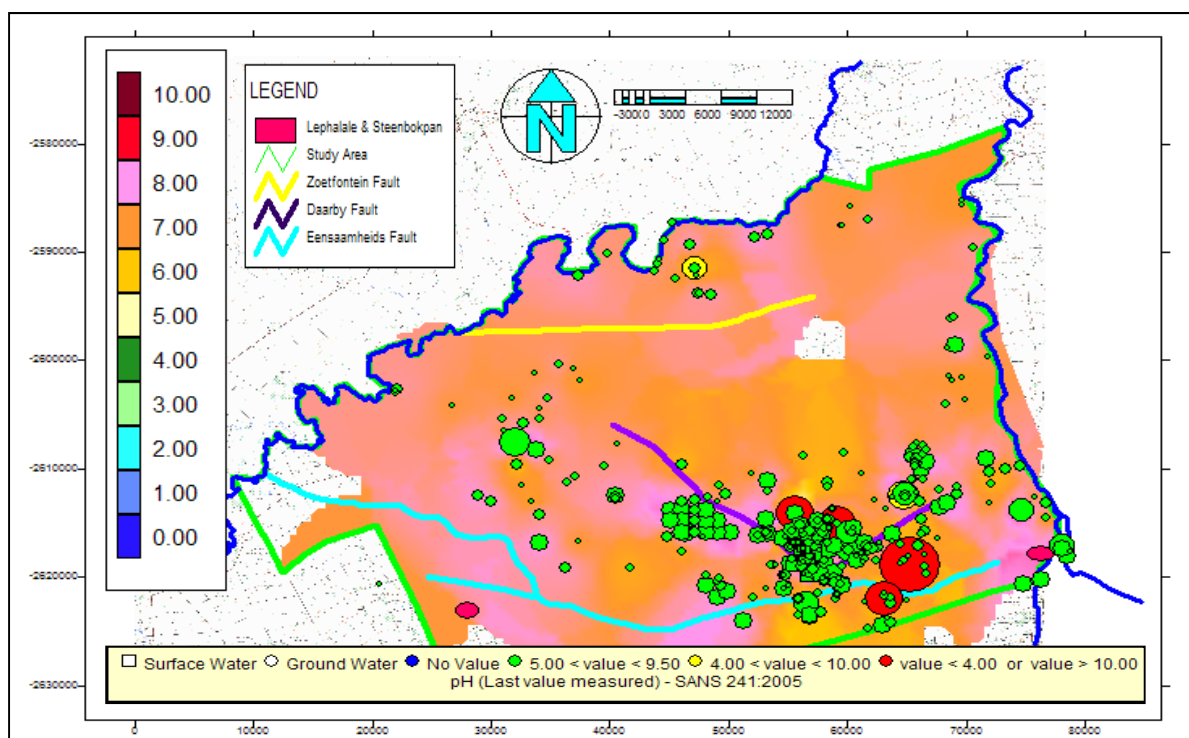 10.00
9.00
8.00
7.00
6.00
5.00
4.00
3.00
2.00
1.00
0.00
LEGEND
Lephalale & Steenbokpan
Study Area
Zoetfontein Fault
Daarby Fault
Eensaamheids Fault
N
-3000 0 3000 6000 9000 12000
-2580000
-2590000
-2600000
-2610000
-2620000
-2630000
Surface Water Ground Water No Value 5.00 < value < 9.50 4.00 < value < 10.00 value < 4.00 or value > 10.00
pH (Last value measured) - SANS 241:2005
0 10000 20000 30000 40000 50000 60000 70000 80000